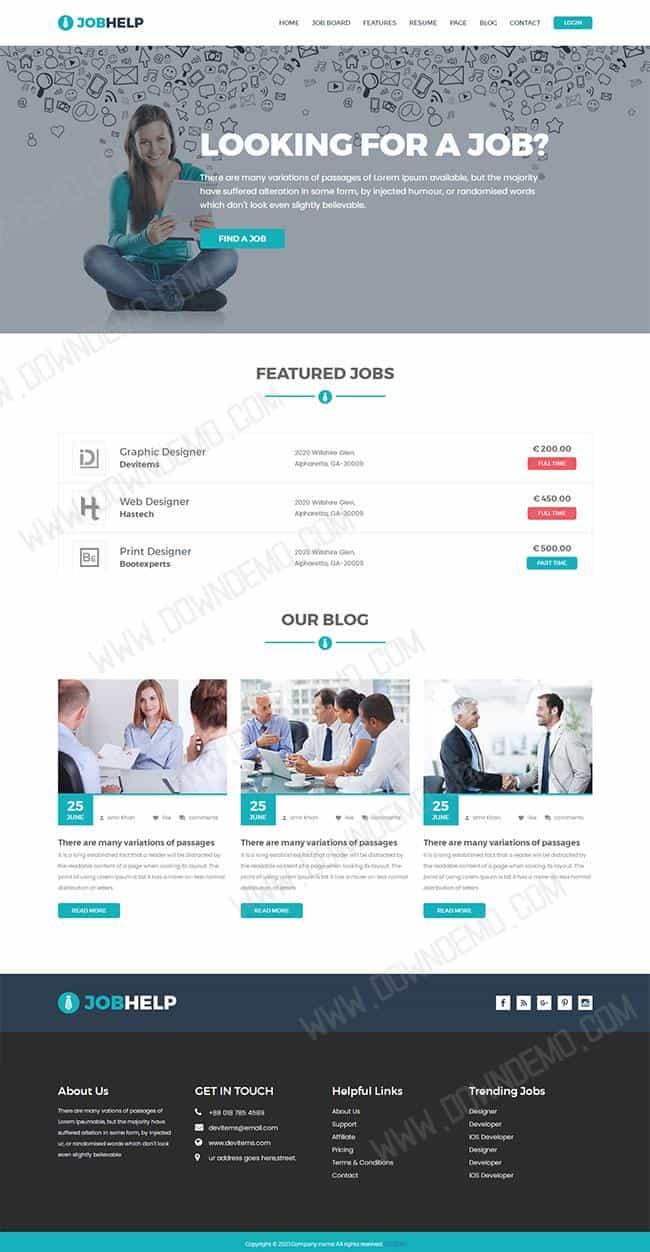 JOBHELP
HOME JOB BOARD FEATURES RESUME PAGE BLOG CONTACT LOGIN
LOOKING FOR A JOB?
There are many variations of passages of Lorem Ipsum available, but the majority
have suffered alteration in some form, by injected humour, or randomised words
which don't look even slightly believable.
FIND A JOB
WWW.DOWNDEMO.COM
FEATURED JOBS
Graphic Designer
Devitems
2020 Willshire Glen,
Alpharetta, GA-30009
€ 200.00
FULL TIME
Web Designer
Hastech
2020 Willshire Glen,
Alpharetta, GA-30009
€ 450.00
FULL TIME
Print Designer
Bootexperts
2020 Willshire Glen,
Alpharetta, GA-30009
€ 500.00
PART TIME
OUR BLOG
25
JUNE
amir Khan like comments
There are many variations of passages
It is a long established fact that a reader will be distracted by
the readable content of a page when looking its layout. The
point of using Lorem Ipsum is tst it has a more-or-less normal
distribution of letters
READ MORE
25
JUNE
amir Khan like comments
There are many variations of passages
It is a long established fact that a reader will be distracted by
the readable content of a page when looking its layout. The
point of using Lorem Ipsum is tst it has a more-or-less normal
distribution of letters
READ MORE
25
JUNE
amir Khan like comments
There are many variations of passages
It is a long established fact that a reader will be distracted by
the readable content of a page when looking its layout. The
point of using Lorem Ipsum is tst it has a more-or-less normal
distribution of letters
READ MORE
JOBHELP
About Us
There are many vations of passages of
Lorem Ipsumable, but the majority have
suffered altation in some form, by injected
ur, or randomised words which don't look
even slightly believable
GET IN TOUCH
+88 018 785 4589
devitems@email.com
www.devitems.com
ur address goes here,street.
Helpful Links
About Us
Support
Affiliate
Pricing
Terms & Conditions
Contact
Trending Jobs
Designer
Developer
iOS Developer
Designer
Developer
iOS Developer
Copyright © 2020.Company name All rights reserved.